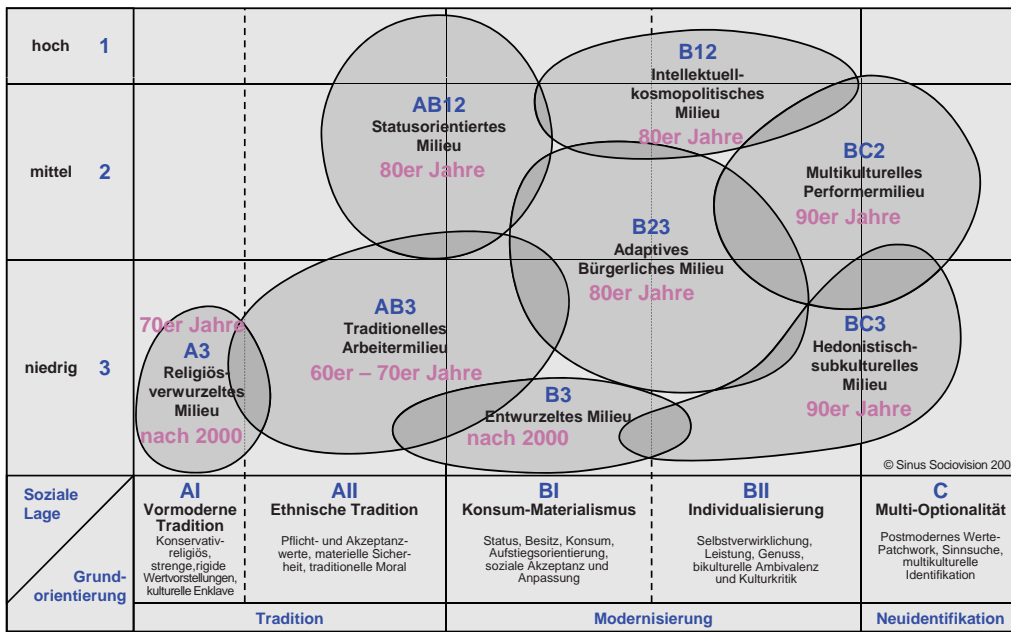 hoch 1
mittel 2
niedrig 3
B12
Intellektuell-
kosmopolitisches
Milieu
80er Jahre
AB12
Statusorientiertes
Milieu
80er Jahre
BC2
Multikulturelles
Performermilieu
90er Jahre
B23
Adaptives
Bürgerliches Milieu
80er Jahre
AB3
Traditionelles
Arbeitermilieu
60er – 70er Jahre
70er Jahre
A3
Religiös-
verwurzeltes
Milieu
nach 2000
B3
Entwurzeltes Milieu
nach 2000
BC3
Hedonistisch-
subkulturelles
Milieu
90er Jahre
© Sinus Sociovision 200
Soziale
Lage
Grund-
orientierung
AI
Vormoderne
Tradition
Konservativ-
religiös,
strenge,rigide
Wertvorstellungen,
kulturelle Enklave
AII
Ethnische Tradition
Pflicht- und Akzeptanz-
werte, materielle Sicher-
heit, traditionelle Moral
BI
Konsum-Materialismus
Status, Besitz, Konsum,
Aufstiegsorientierung,
soziale Akzeptanz und
Anpassung
BII
Individualisierung
Selbstverwirklichung,
Leistung, Genuss,
bikulturelle Ambivalenz
und Kulturkritik
C
Multi-Optionalität
Postmodernes Werte-
Patchwork, Sinnsuche,
multikulturelle
Identifikation
Tradition
Modernisierung
Neuidentifikation